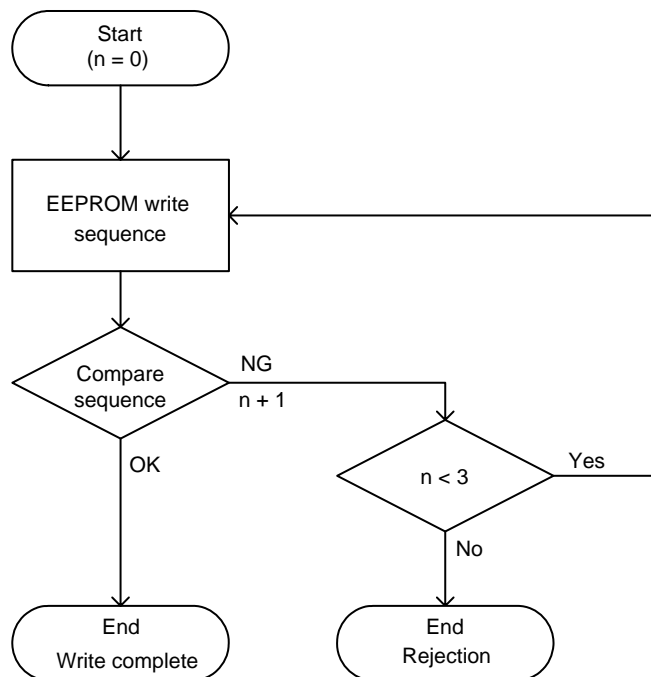 Start
(n = 0)
EEPROM write
sequence
Compare
sequence
NG
n + 1
OK
n < 3
Yes
No
End
Write complete
End
Rejection